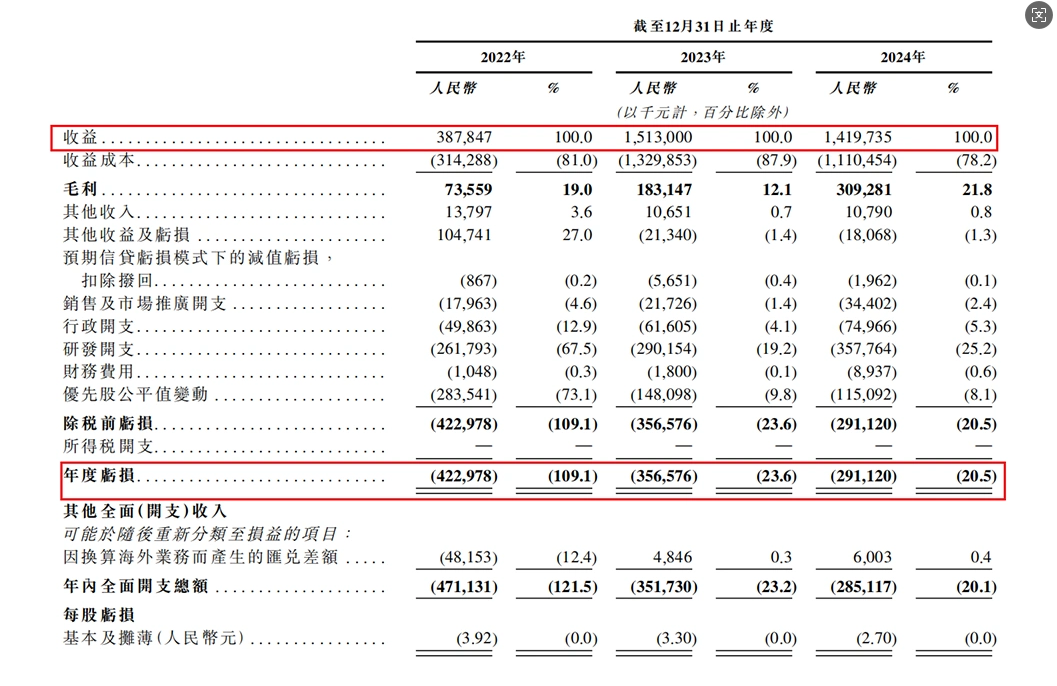 截至12月31日止年度
2022年 2023年 2024年
人民幣 % 人民幣 % 人民幣 %
(以千元計，百分比除外)
收益 387,847 100.0 1,513,000 100.0 1,419,735 100.0
收益成本 (314,288) (81.0) (1,329,853) (87.9) (1,110,454) (78.2)
毛利 73,559 19.0 183,147 12.1 309,281 21.8
其他收入 13,797 3.6 10,651 0.7 10,790 0.8
其他收益及虧損 104,741 27.0 (21,340) (1.4) (18,068) (1.3)
預期信貸虧損模式下的減值虧損，
扣除撥回 (867) (0.2) (5,651) (0.4) (1,962) (0.1)
銷售及市場推廣開支 (17,963) (4.6) (21,726) (1.4) (34,402) (2.4)
行政開支 (49,863) (12.9) (61,605) (4.1) (74,966) (5.3)
研發開支 (261,793) (67.5) (290,154) (19.2) (357,764) (25.2)
財務費用 (1,048) (0.3) (1,800) (0.1) (8,937) (0.6)
優先股公平值變動 (283,541) (73.1) (148,098) (9.8) (115,092) (8.1)
除稅前虧損 (422,978) (109.1) (356,576) (23.6) (291,120) (20.5)
所得稅開支 — — — — — —
年度虧損 (422,978) (109.1) (356,576) (23.6) (291,120) (20.5)
其他全面(開支)收入
可能於隨後重新分類至損益的項目：
因換算海外業務而產生的匯兌差額 (48,153) (12.4) 4,846 0.3 6,003 0.4
年內全面開支總額 (471,131) (121.5) (351,730) (23.2) (285,117) (20.1)
每股虧損
基本及攤薄(人民幣元) (3.92) (0.0) (3.30) (0.0) (2.70) (0.0)